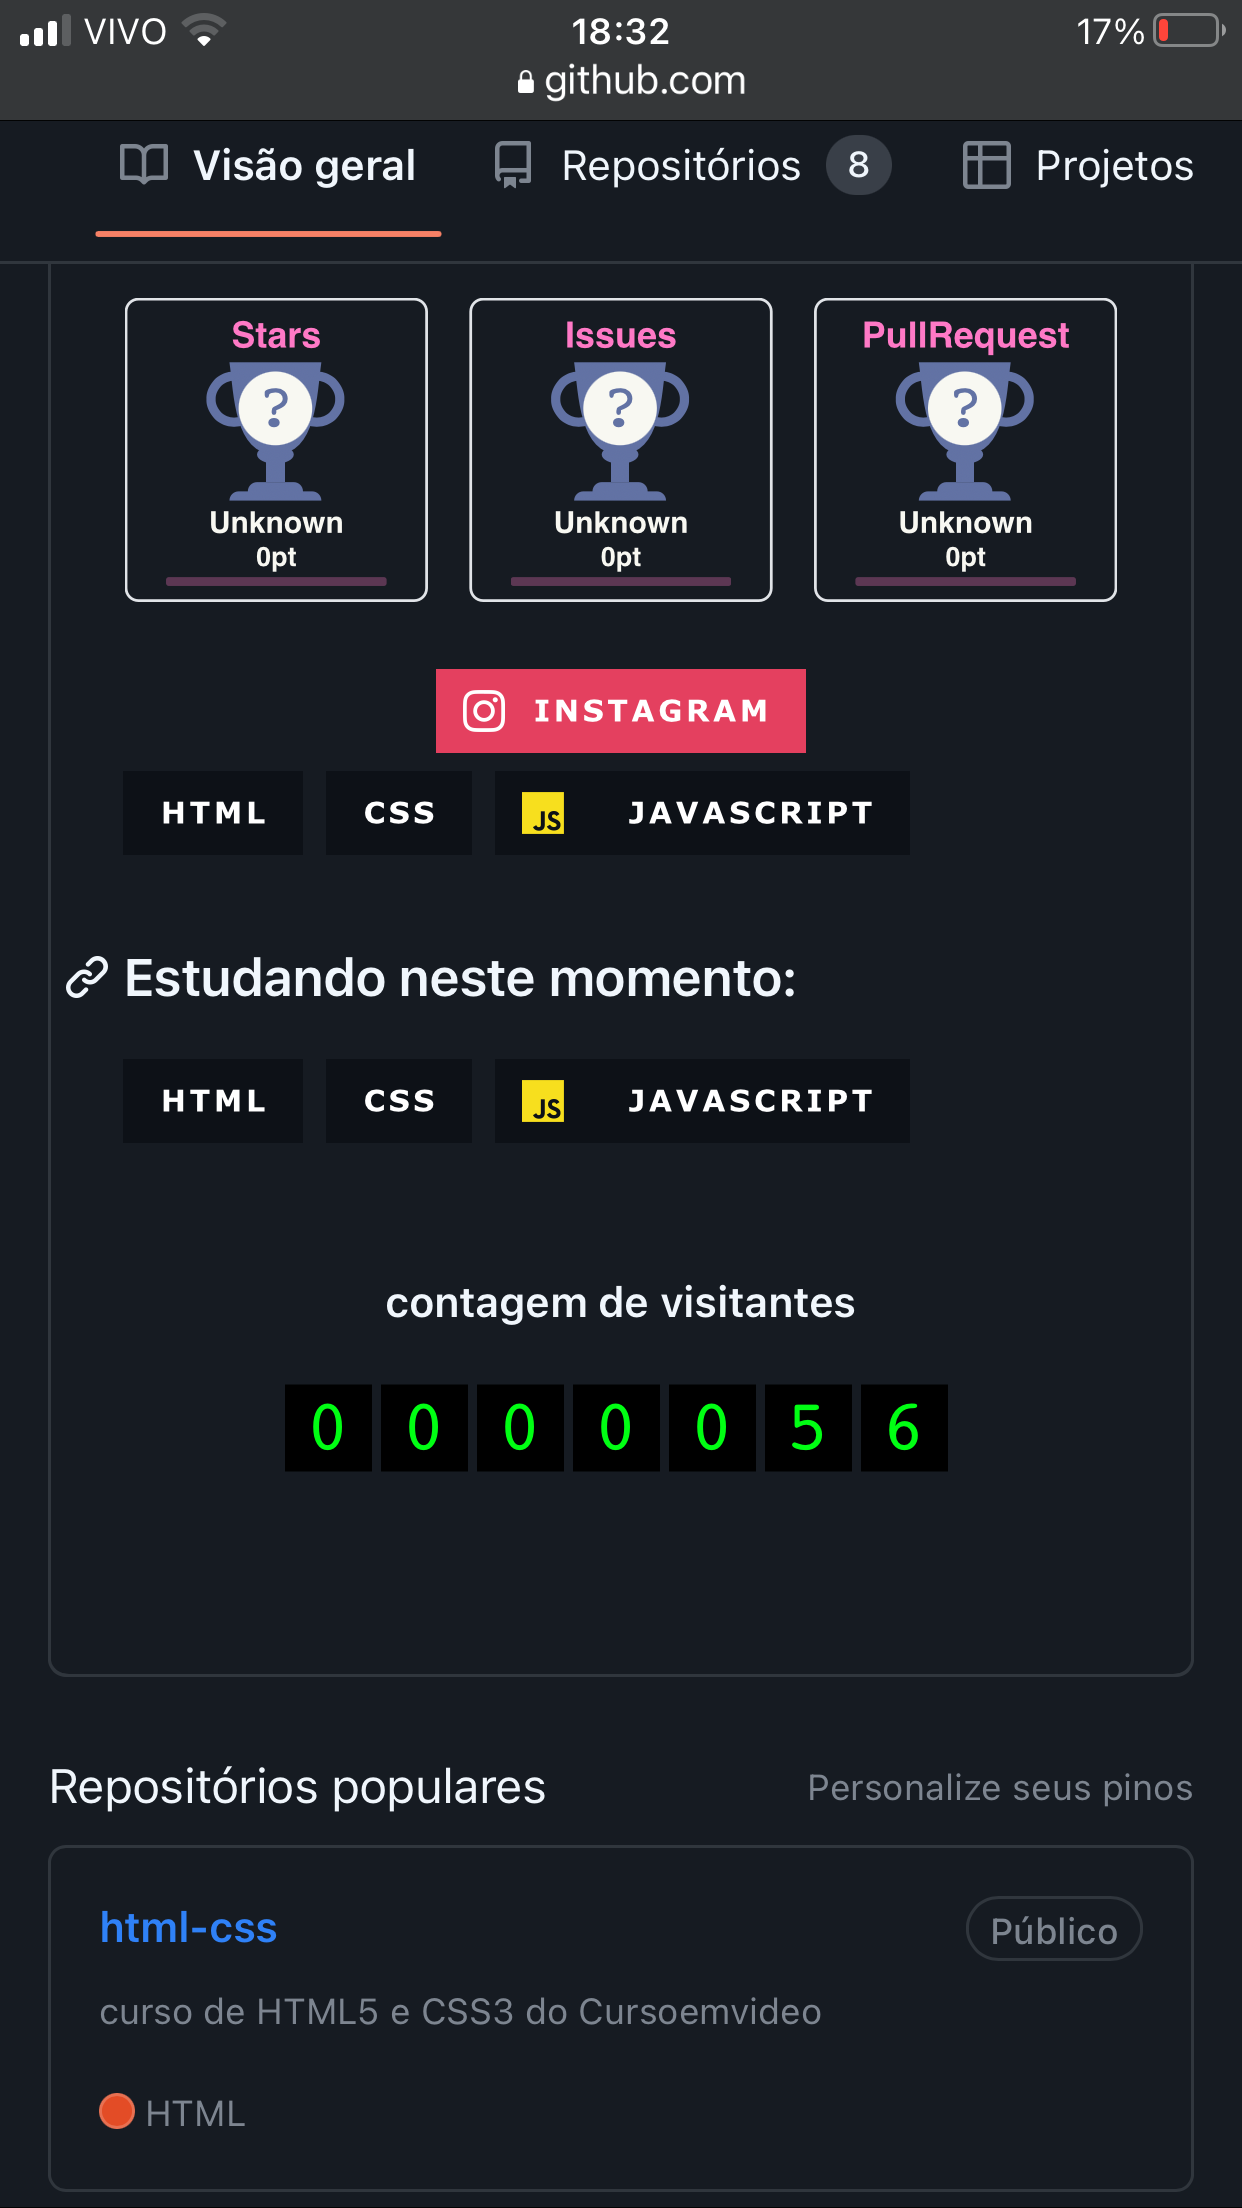 VIVO 18:32 17%
github.com
Visão geral Repositórios 8 Projetos
Stars Issues PullRequest
? ? ?
Unknown Unknown Unknown
0pt 0pt 0pt
INSTAGRAM
HTML CSS JS JAVASCRIPT
Estudando neste momento:
HTML CSS JS JAVASCRIPT
contagem de visitantes
0 0 0 0 0 5 6
Repositórios populares Personalize seus pinos
html-css Público
curso de HTML5 e CSS3 do Cursoemvideo
HTML